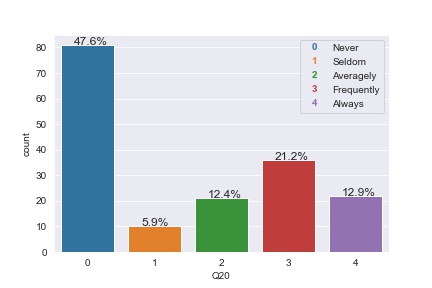 47.6%
5.9%
12.4%
21.2%
12.9%
0 Never
1 Seldom
2 Averagely
3 Frequently
4 Always
80
70
60
50
40
30
20
10
0
count
0 1 2 3 4
Q20